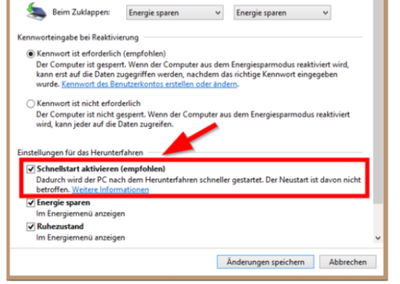 Beim Zuklappen: Energie sparen Energie sparen
Kennworteingabe bei Reaktivierung
Kennwort ist erforderlich (empfohlen)
Der Computer ist gesperrt. Wenn der Computer aus dem Energiesparmodus reaktiviert wird,
kann erst auf die Daten zugegriffen werden, nachdem das richtige Kennwort eingegeben
wurde. Kennwort des Benutzerkontos erstellen oder ändern.
Kennwort ist nicht erforderlich
Der Computer ist nicht gesperrt. Wenn der Computer aus dem Energiesparmodus reaktiviert
wird, kann jeder auf die Daten zugreifen.
Einstellungen für das Herunterfahren
Schnellstart aktivieren (empfohlen)
Dadurch wird der PC nach dem Herunterfahren schneller gestartet. Der Neustart ist davon nicht
betroffen. Weitere Informationen
Energie sparen
Im Energiemenü anzeigen
Ruhezustand
Im Energiemenü anzeigen
Änderungen speichern Abbrechen